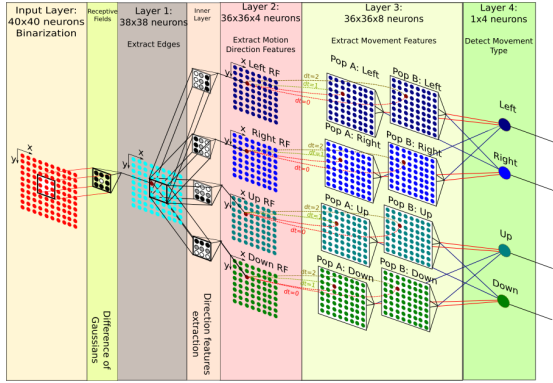 Input Layer:
40x40 neurons
Binarization
Receptive
Fields
Layer 1:
38x38 neurons
Extract Edges
Inner
Layer
Layer 2:
36x36x4 neurons
Extract Motion
Direction Features
Layer 3:
36x36x8 neurons
Extract Movement Features
Layer 4:
1x4 neurons
Detect Movement
Type
x
y
Difference of
Gaussians
x
y
Direction features
extraction
x Left RF
y
dt=2
dt=1
dt=0
Pop A: Left
Pop B: Left
Left
x Right RF
y
dt=2
dt=1
dt=0
Pop A: Right
Pop B: Right
Right
x Up RF
y
dt=2
dt=1
dt=0
Pop A: Up
Pop B: Up
Up
x Down RF
y
dt=2
dt=1
dt=0
Pop A: Down
Pop B: Down
Down